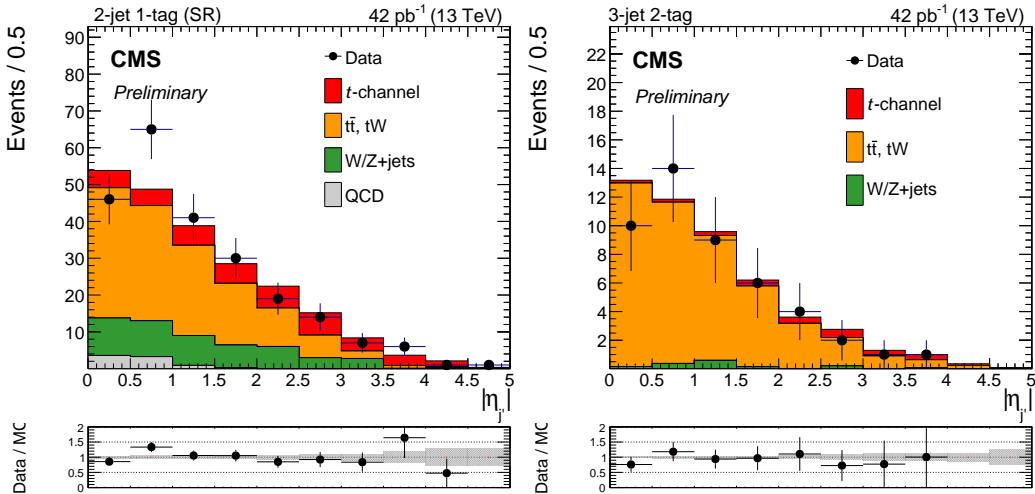 2-jet 1-tag (SR) 42 pb⁻¹ (13 TeV)
Events / 0.5
90
80
70
60
50
40
30
20
10
CMS
Preliminary
Data
t-channel
tt̄, tW
W/Z+jets
QCD
0 0.5 1 1.5 2 2.5 3 3.5 4 4.5 5
|η_j'|
Data / MC
2
1.5
1
0.5
0
3-jet 2-tag 42 pb⁻¹ (13 TeV)
Events / 0.5
22
20
18
16
14
12
10
8
6
4
2
CMS
Preliminary
Data
t-channel
tt̄, tW
W/Z+jets
0 0.5 1 1.5 2 2.5 3 3.5 4 4.5 5
|η_j'|
Data / MC
2
1.5
1
0.5
0